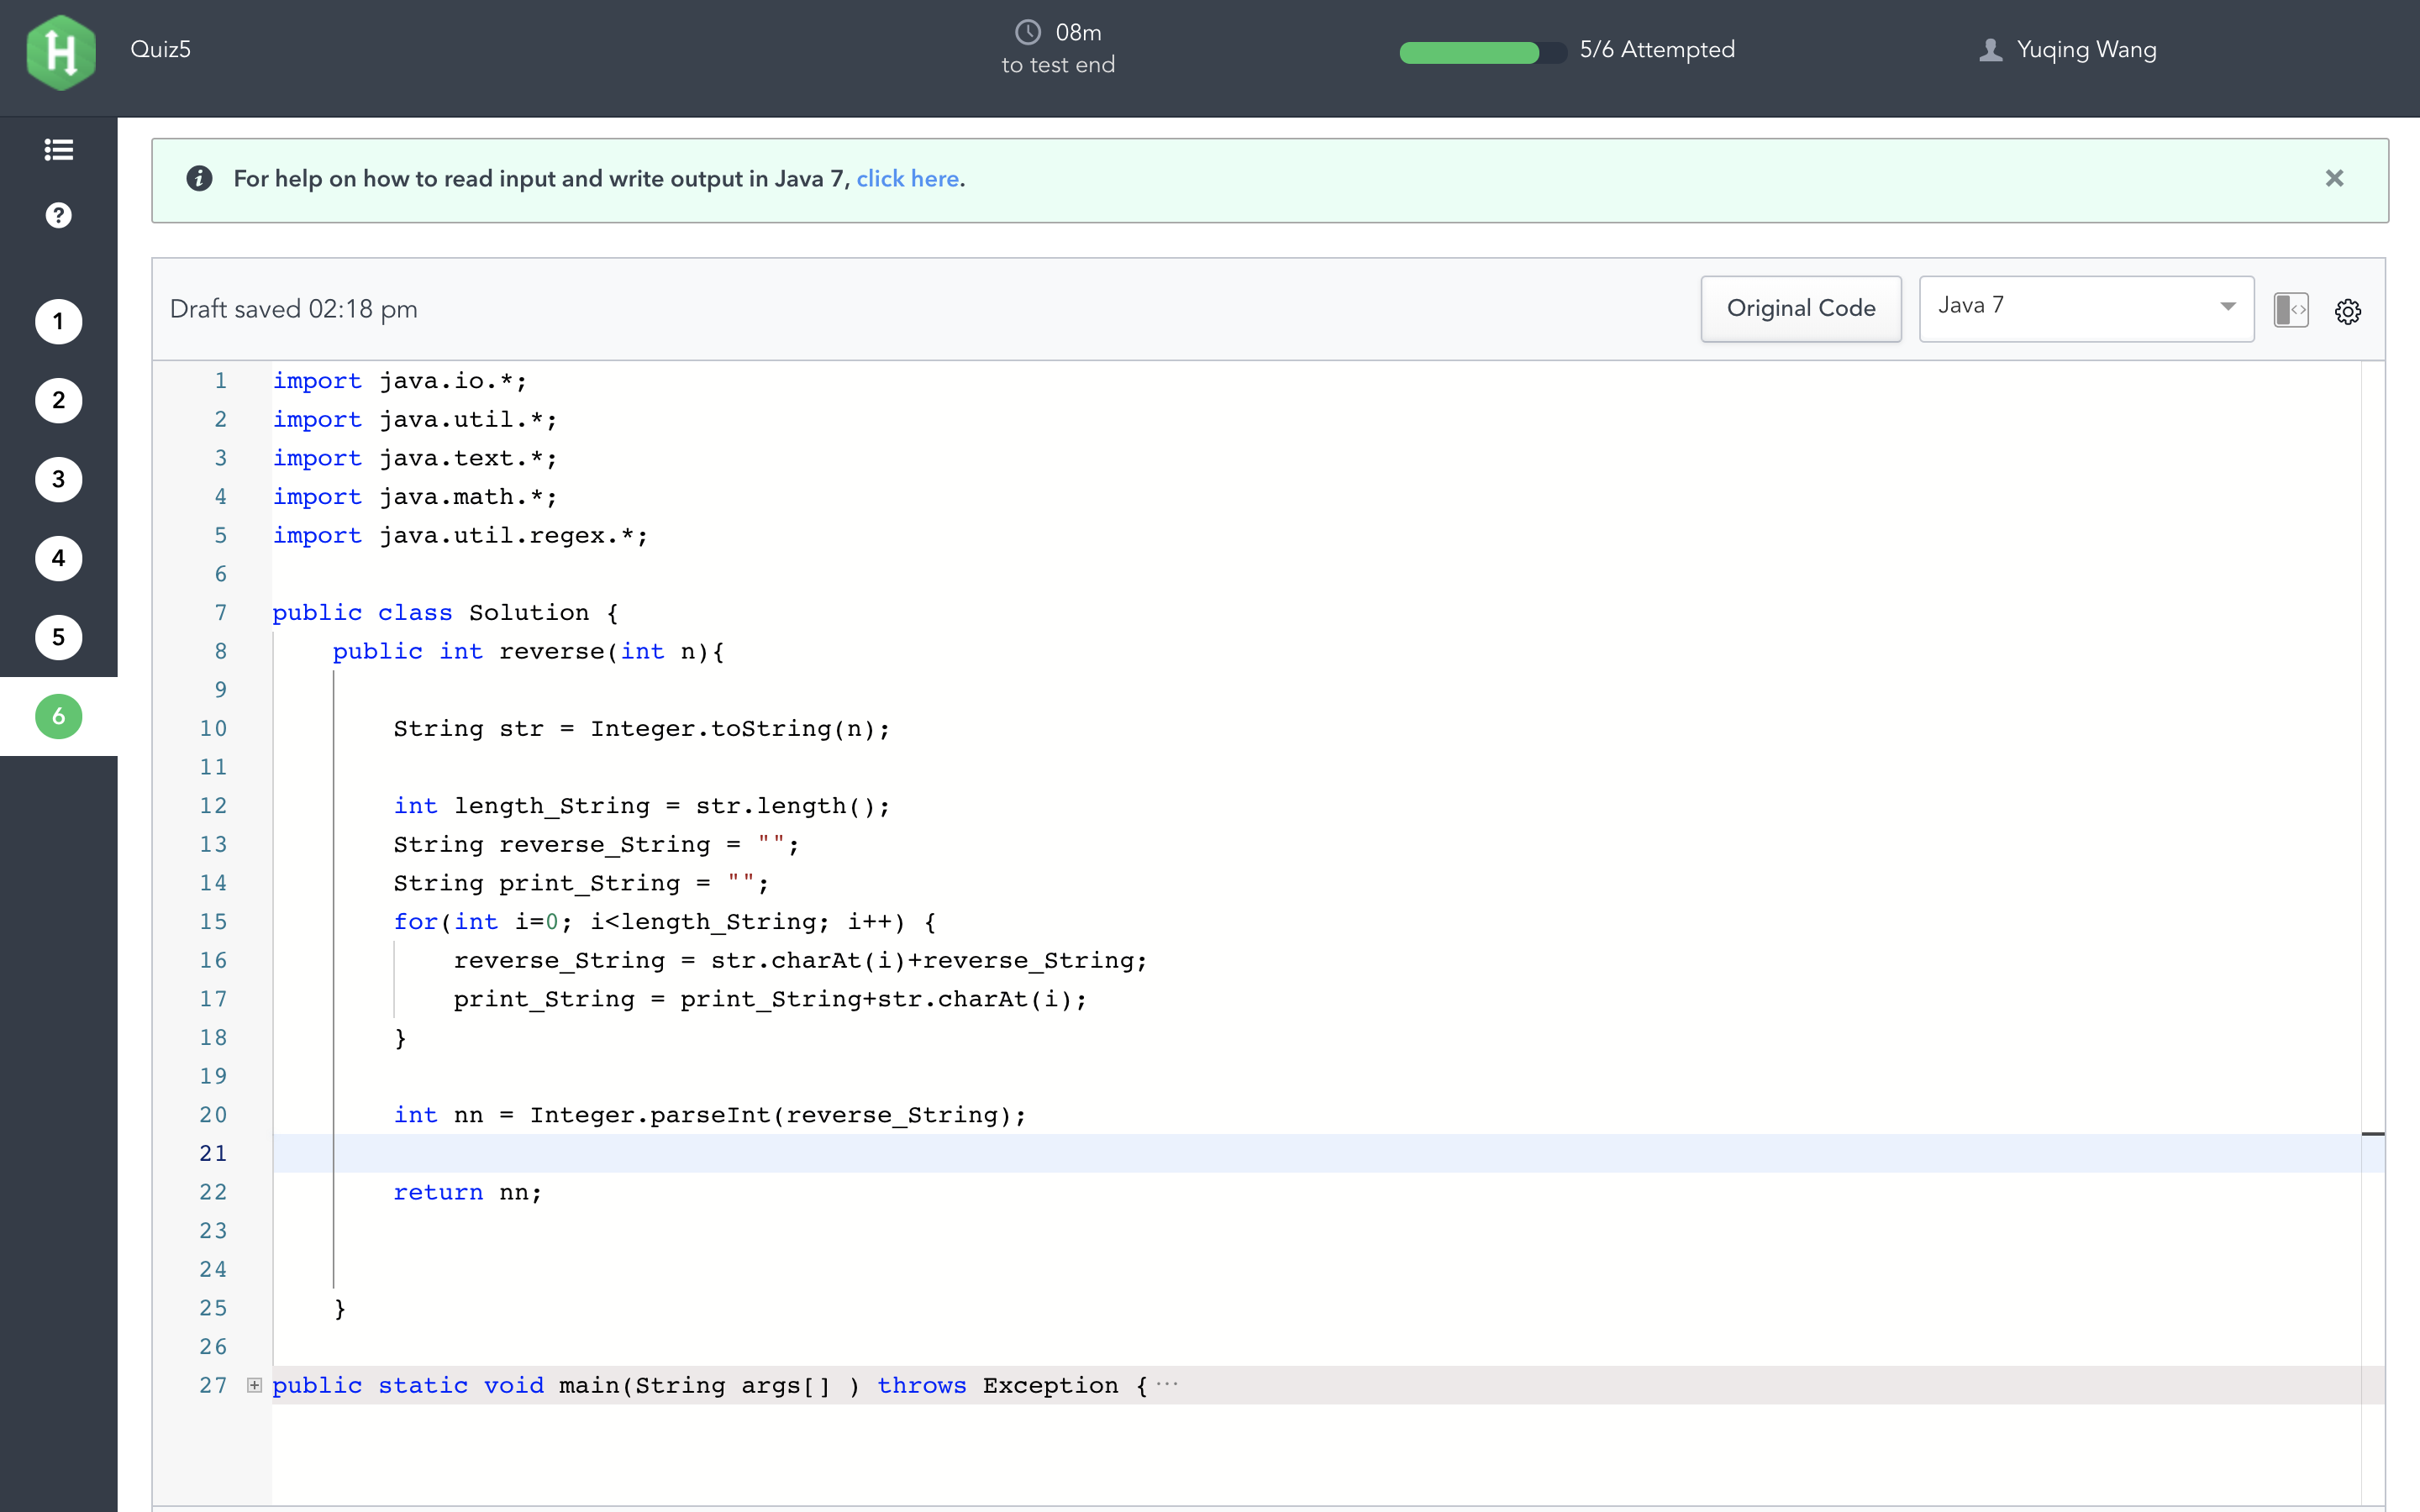 H
Quiz5
08m
to test end
5/6 Attempted
Yuqing Wang
?
1
2
3
4
5
6
i For help on how to read input and write output in Java 7, click here.
Draft saved 02:18 pm
Original Code
Java 7
1 import java.io.*;
2 import java.util.*;
3 import java.text.*;
4 import java.math.*;
5 import java.util.regex.*;
6
7 public class Solution {
8     public int reverse(int n){
9
10         String str = Integer.toString(n);
11
12         int length_String = str.length();
13         String reverse_String = "";
14         String print_String = "";
15         for(int i=0; i<length_String; i++) {
16             reverse_String = str.charAt(i)+reverse_String;
17             print_String = print_String+str.charAt(i);
18         }
19
20         int nn = Integer.parseInt(reverse_String);
21
22         return nn;
23
24
25     }
26
27 public static void main(String args[] ) throws Exception {···